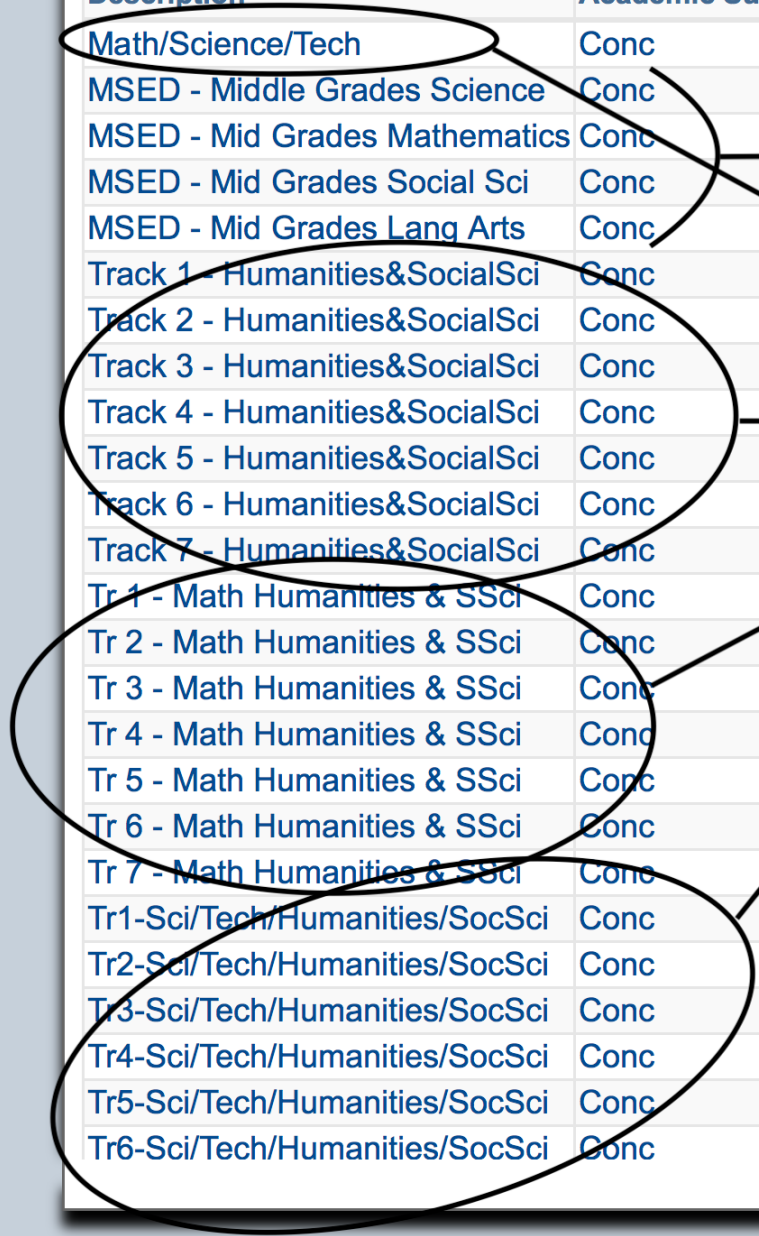 Description Academic Su
Math/Science/Tech Conc
MSED - Middle Grades Science Conc
MSED - Mid Grades Mathematics Conc
MSED - Mid Grades Social Sci Conc
MSED - Mid Grades Lang Arts Conc
Track 1 - Humanities&SocialSci Conc
Track 2 - Humanities&SocialSci Conc
Track 3 - Humanities&SocialSci Conc
Track 4 - Humanities&SocialSci Conc
Track 5 - Humanities&SocialSci Conc
Track 6 - Humanities&SocialSci Conc
Track 7 - Humanities&SocialSci Conc
Tr 1 - Math Humanities & SSci Conc
Tr 2 - Math Humanities & SSci Conc
Tr 3 - Math Humanities & SSci Conc
Tr 4 - Math Humanities & SSci Conc
Tr 5 - Math Humanities & SSci Conc
Tr 6 - Math Humanities & SSci Conc
Tr 7 - Math Humanities & SSci Conc
Tr1-Sci/Tech/Humanities/SocSci Conc
Tr2-Sci/Tech/Humanities/SocSci Conc
Tr3-Sci/Tech/Humanities/SocSci Conc
Tr4-Sci/Tech/Humanities/SocSci Conc
Tr5-Sci/Tech/Humanities/SocSci Conc
Tr6-Sci/Tech/Humanities/SocSci Conc